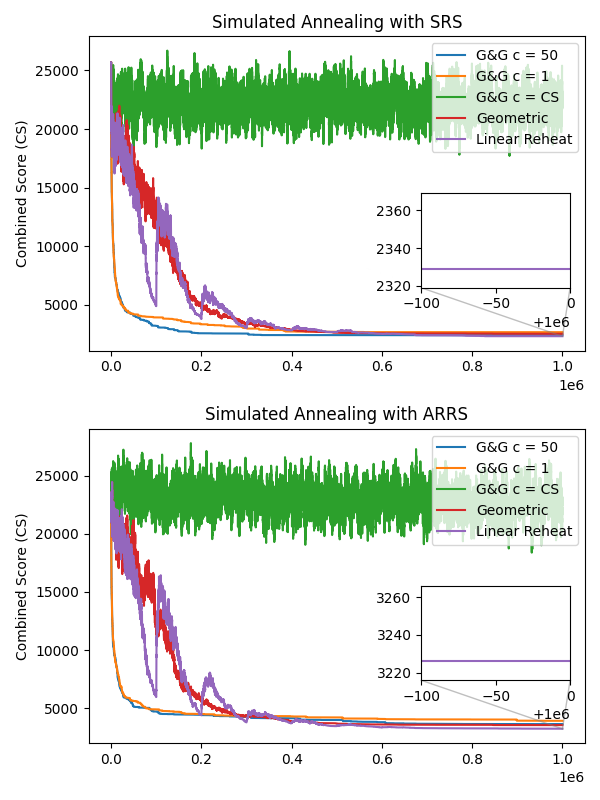 Simulated Annealing with SRS
Combined Score (CS)
25000
20000
15000
10000
5000
G&G c = 50
G&G c = 1
G&G c = CS
Geometric
Linear Reheat
2360
2340
2320
−100 −50 0
+1e6
0.0 0.2 0.4 0.6 0.8 1.0
1e6
Simulated Annealing with ARRS
Combined Score (CS)
25000
20000
15000
10000
5000
G&G c = 50
G&G c = 1
G&G c = CS
Geometric
Linear Reheat
3260
3240
3220
−100 −50 0
+1e6
0.0 0.2 0.4 0.6 0.8 1.0
1e6